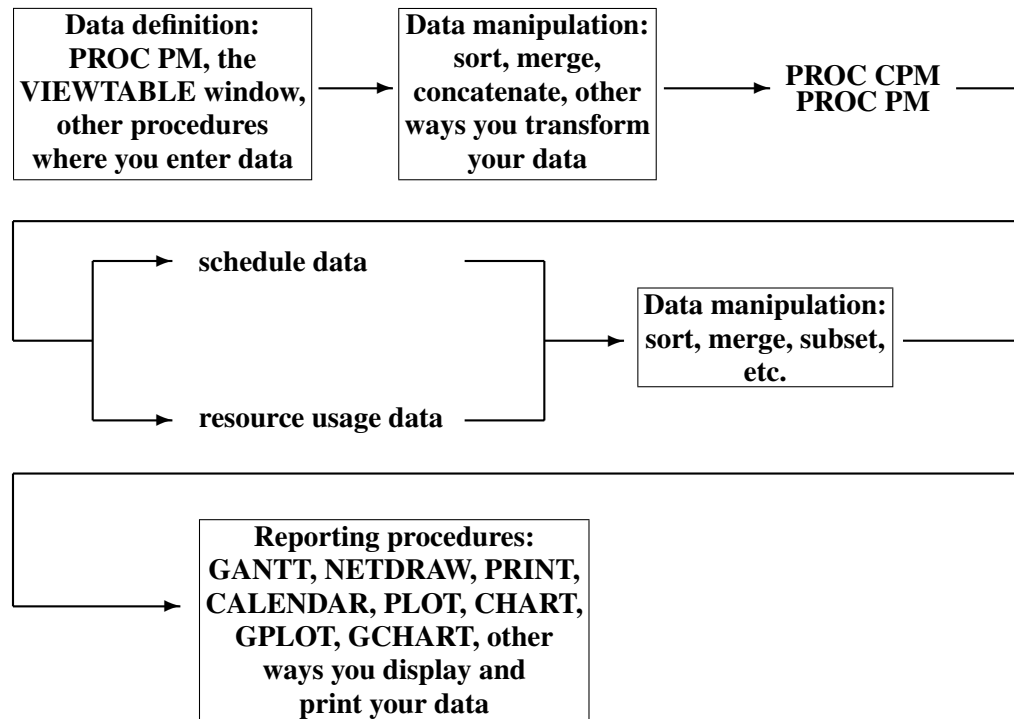 Data definition:
PROC PM, the
VIEWTABLE window,
other procedures
where you enter data
Data manipulation:
sort, merge,
concatenate, other
ways you transform
your data
PROC CPM
PROC PM
schedule data
resource usage data
Data manipulation:
sort, merge, subset,
etc.
Reporting procedures:
GANTT, NETDRAW, PRINT,
CALENDAR, PLOT, CHART,
GPLOT, GCHART, other
ways you display and
print your data